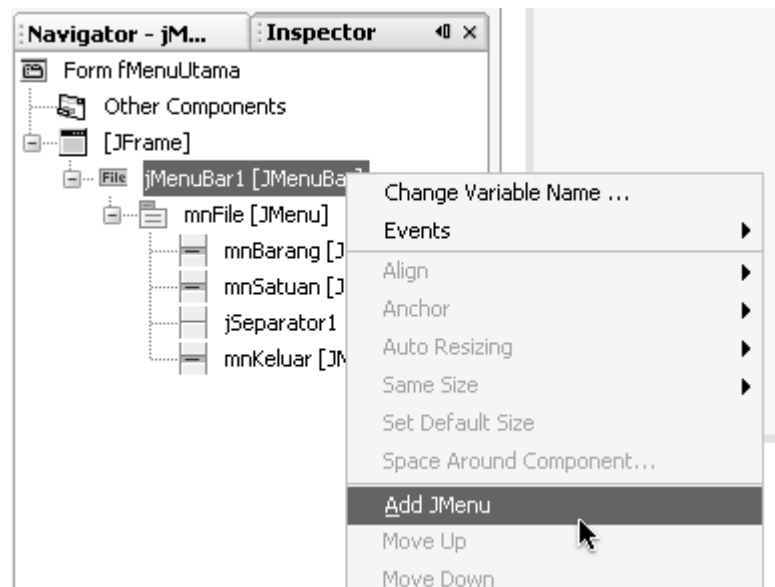 Navigator - jM... Inspector
Form fMenuUtama
Other Components
[JFrame]
File jMenuBar1 [JMenuBa
mnFile [JMenu]
mnBarang [J
mnSatuan [J
jSeparator1
mnKeluar [JM
Change Variable Name ...
Events
Align
Anchor
Auto Resizing
Same Size
Set Default Size
Space Around Component...
Add JMenu
Move Up
Move Down